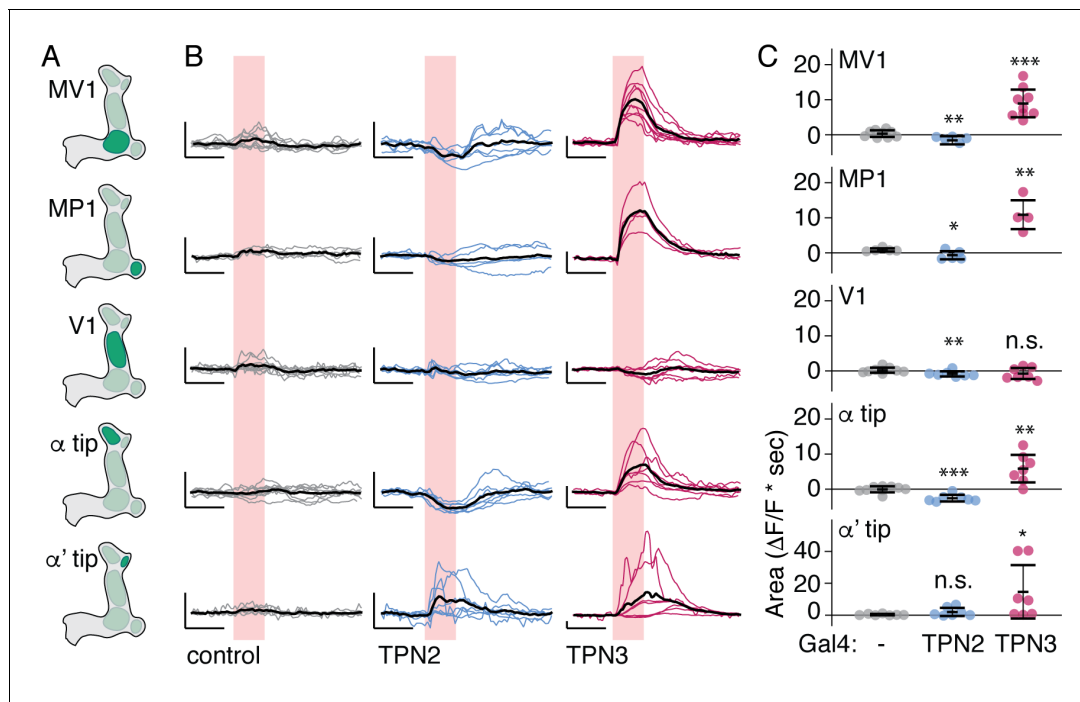 A
B
C
MV1
MP1
V1
α tip
α' tip
control
TPN2
TPN3
MV1
20
10
0
**
***
MP1
20
10
0
*
**
V1
20
10
0
**
n.s.
α tip
20
10
0
***
**
α' tip
40
20
0
n.s.
*
Area (ΔF/F * sec)
Gal4: - TPN2 TPN3